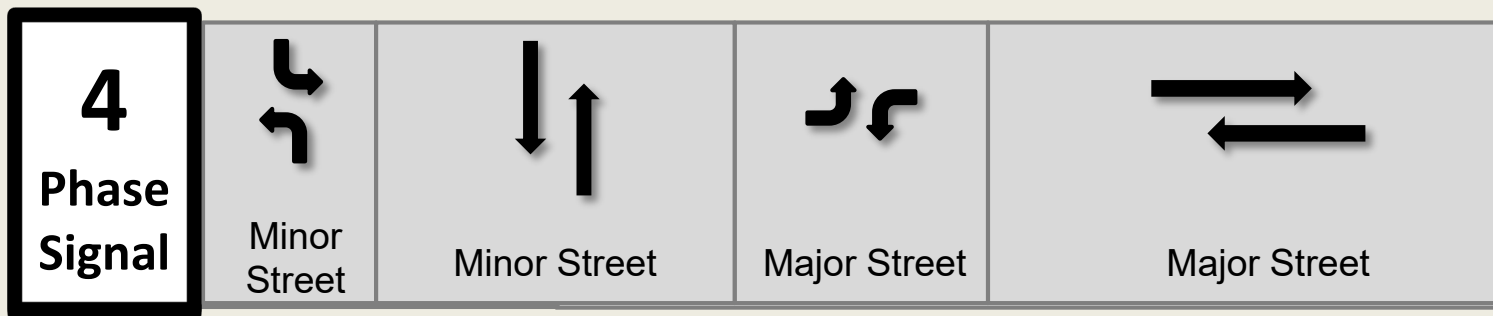 4
Phase
Signal
Minor
Street
Minor Street
Major Street
Major Street